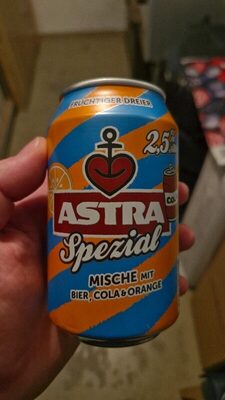 FRUCHTIGER DREIER
2,5%
ASTRA
Spezial
MISCHE MIT
BIER, COLA & ORANGE